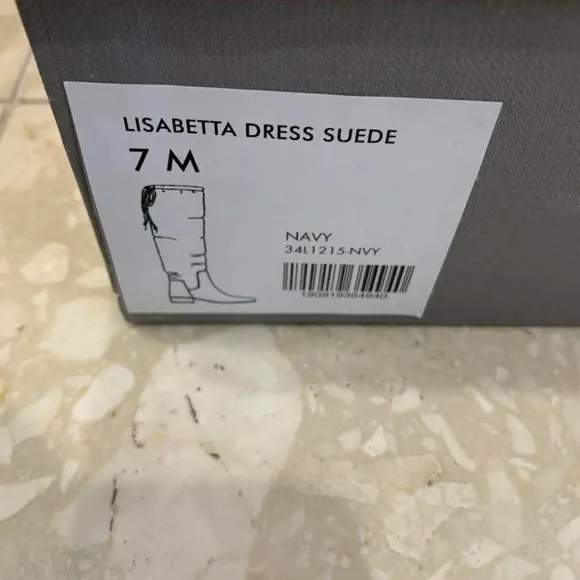 LISABETTA DRESS SUEDE
7 M
NAVY
34L1215-NVY
190819354940